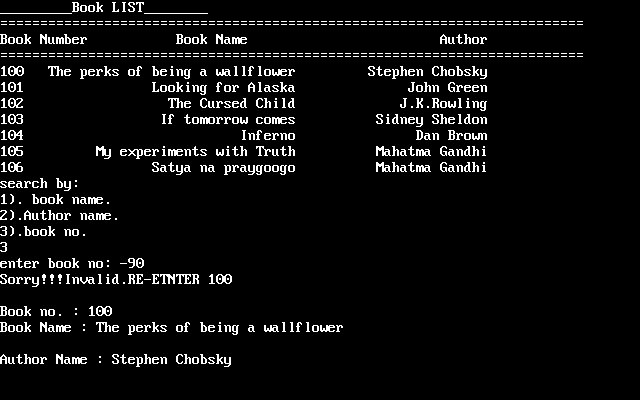 _________Book LIST________
=========================================================================
Book Number Book Name Author
=========================================================================
100 The perks of being a wallflower Stephen Chobsky
101 Looking for Alaska John Green
102 The Cursed Child J.K.Rowling
103 If tomorrow comes Sidney Sheldon
104 Inferno Dan Brown
105 My experiments with Truth Mahatma Gandhi
106 Satya na praygoogo Mahatma Gandhi
search by:
1). book name.
2).Author name.
3).book no.
3
enter book no: -90
Sorry!!!Invalid.RE-ETNTER 100
Book no. : 100
Book Name : The perks of being a wallflower
Author Name : Stephen Chobsky